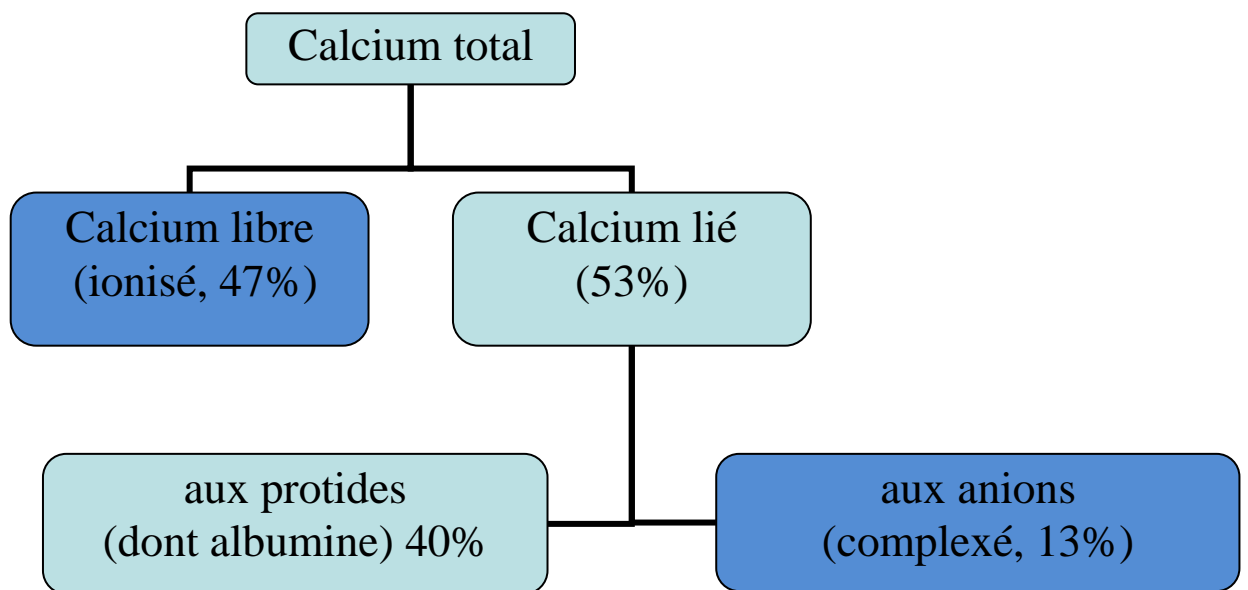 Calcium total
Calcium libre
(ionisé, 47%)
Calcium lié
(53%)
aux protides
(dont albumine) 40%
aux anions
(complexé, 13%)